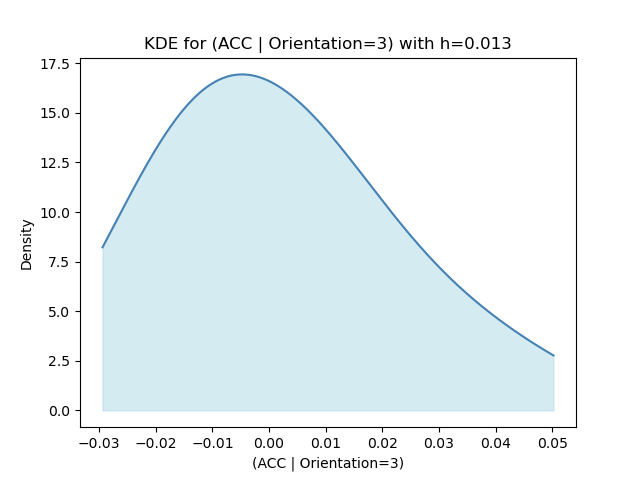 KDE for (ACC | Orientation=3) with h=0.013
17.5
15.0
12.5
10.0
7.5
5.0
2.5
0.0
Density
−0.03 −0.02 −0.01 0.00 0.01 0.02 0.03 0.04 0.05
(ACC | Orientation=3)